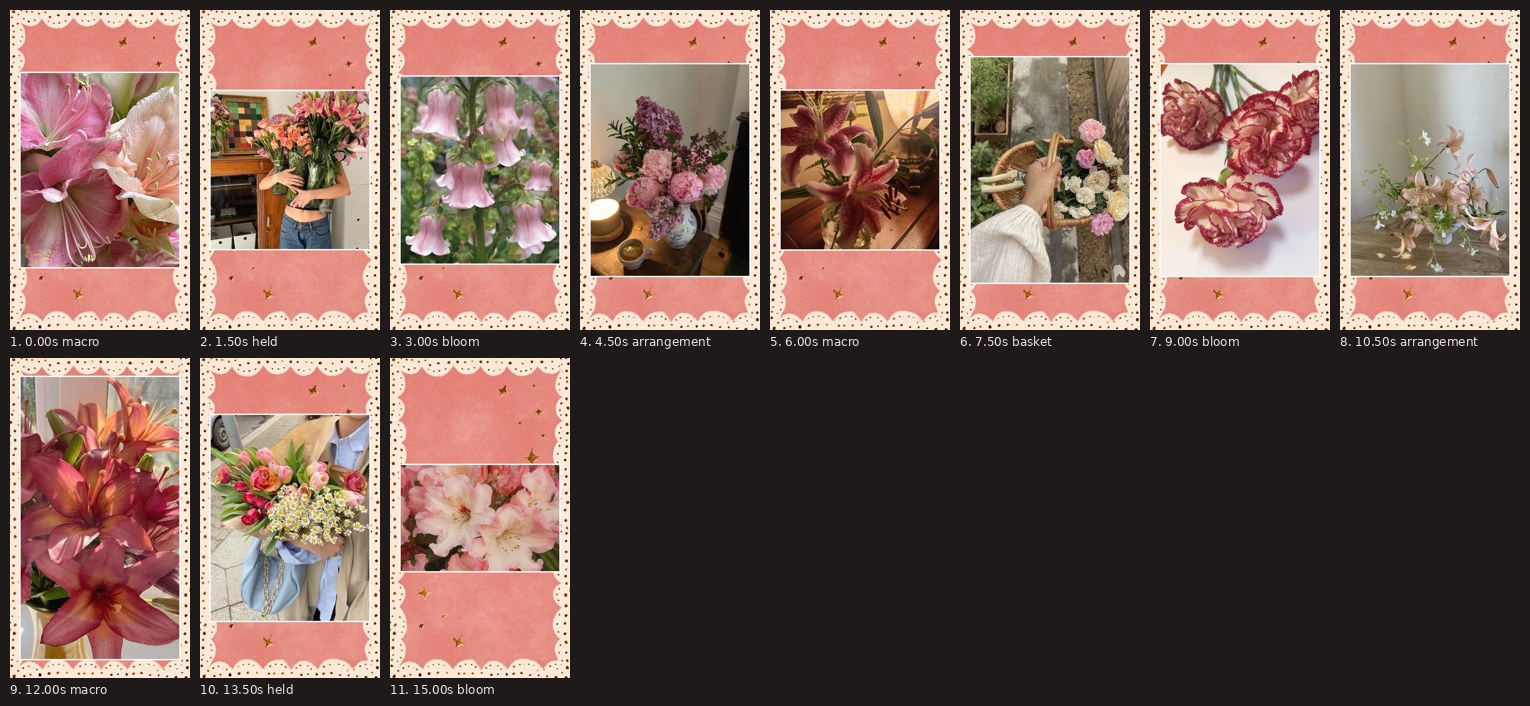 1. 0.00s macro
2. 1.50s held
3. 3.00s bloom
4. 4.50s arrangement
5. 6.00s macro
6. 7.50s basket
7. 9.00s bloom
8. 10.50s arrangement
9. 12.00s macro
10. 13.50s held
11. 15.00s bloom